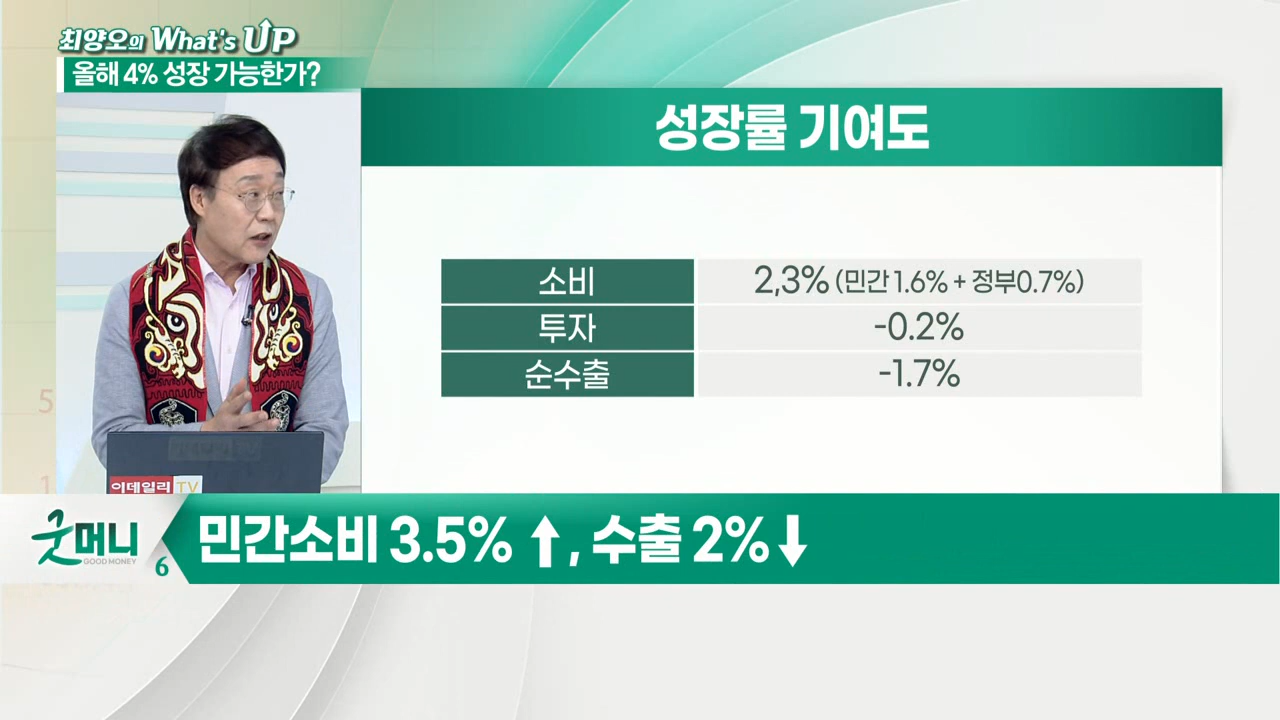 최양오의 What's UP
올해 4% 성장 가능한가?
성장률 기여도
소비 2,3% (민간 1.6% + 정부0.7%)
투자 -0.2%
순수출 -1.7%
5
1
이데일리 TV
굿머니
GOOD MONEY
6
민간소비 3.5% ⬆, 수출 2%⬇